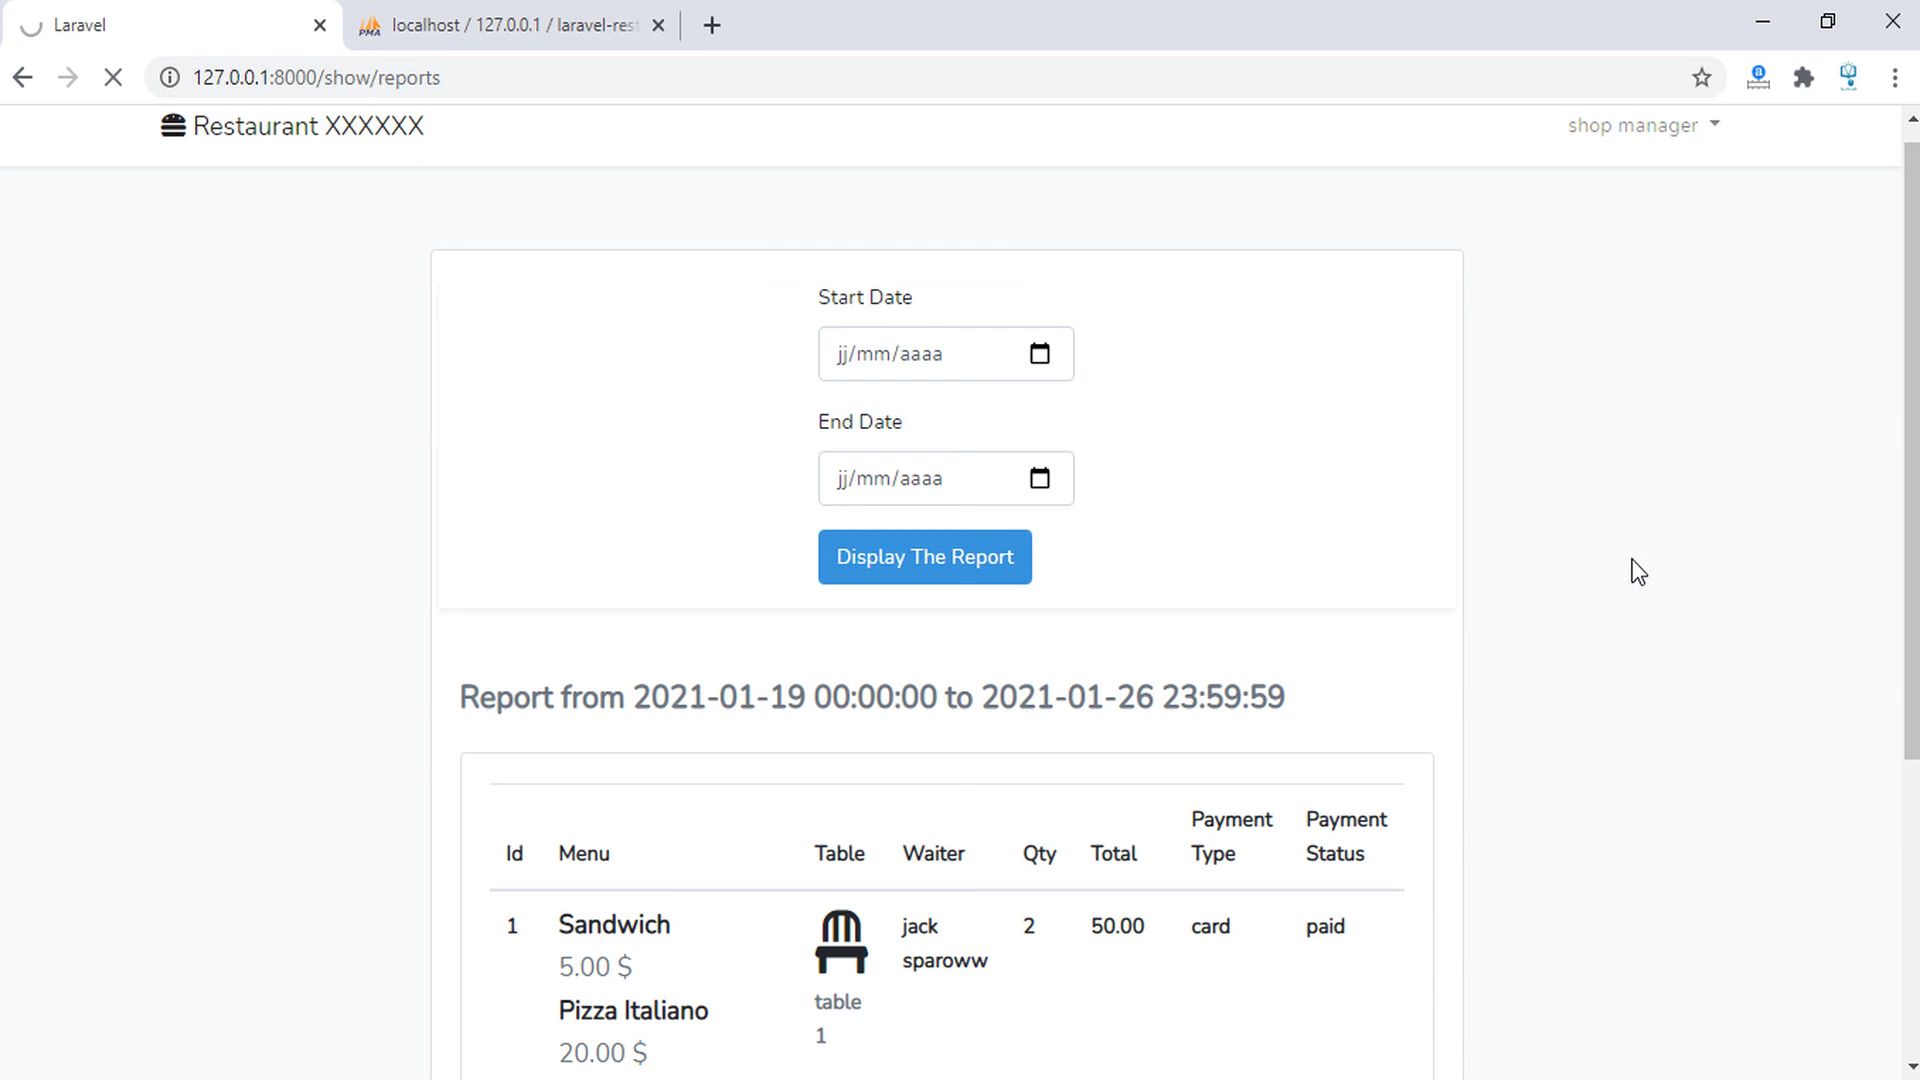 Laravel
localhost / 127.0.0.1 / laravel-rest
127.0.0.1:8000/show/reports
Restaurant XXXXXX
shop manager
Start Date
jj/mm/aaaa
End Date
jj/mm/aaaa
Display The Report
Report from 2021-01-19 00:00:00 to 2021-01-26 23:59:59
Id Menu Table Waiter Qty Total Payment Type Payment Status
1 Sandwich jack 2 50.00 card paid
5.00 $ sparoww
Pizza Italiano table
20.00 $ 1